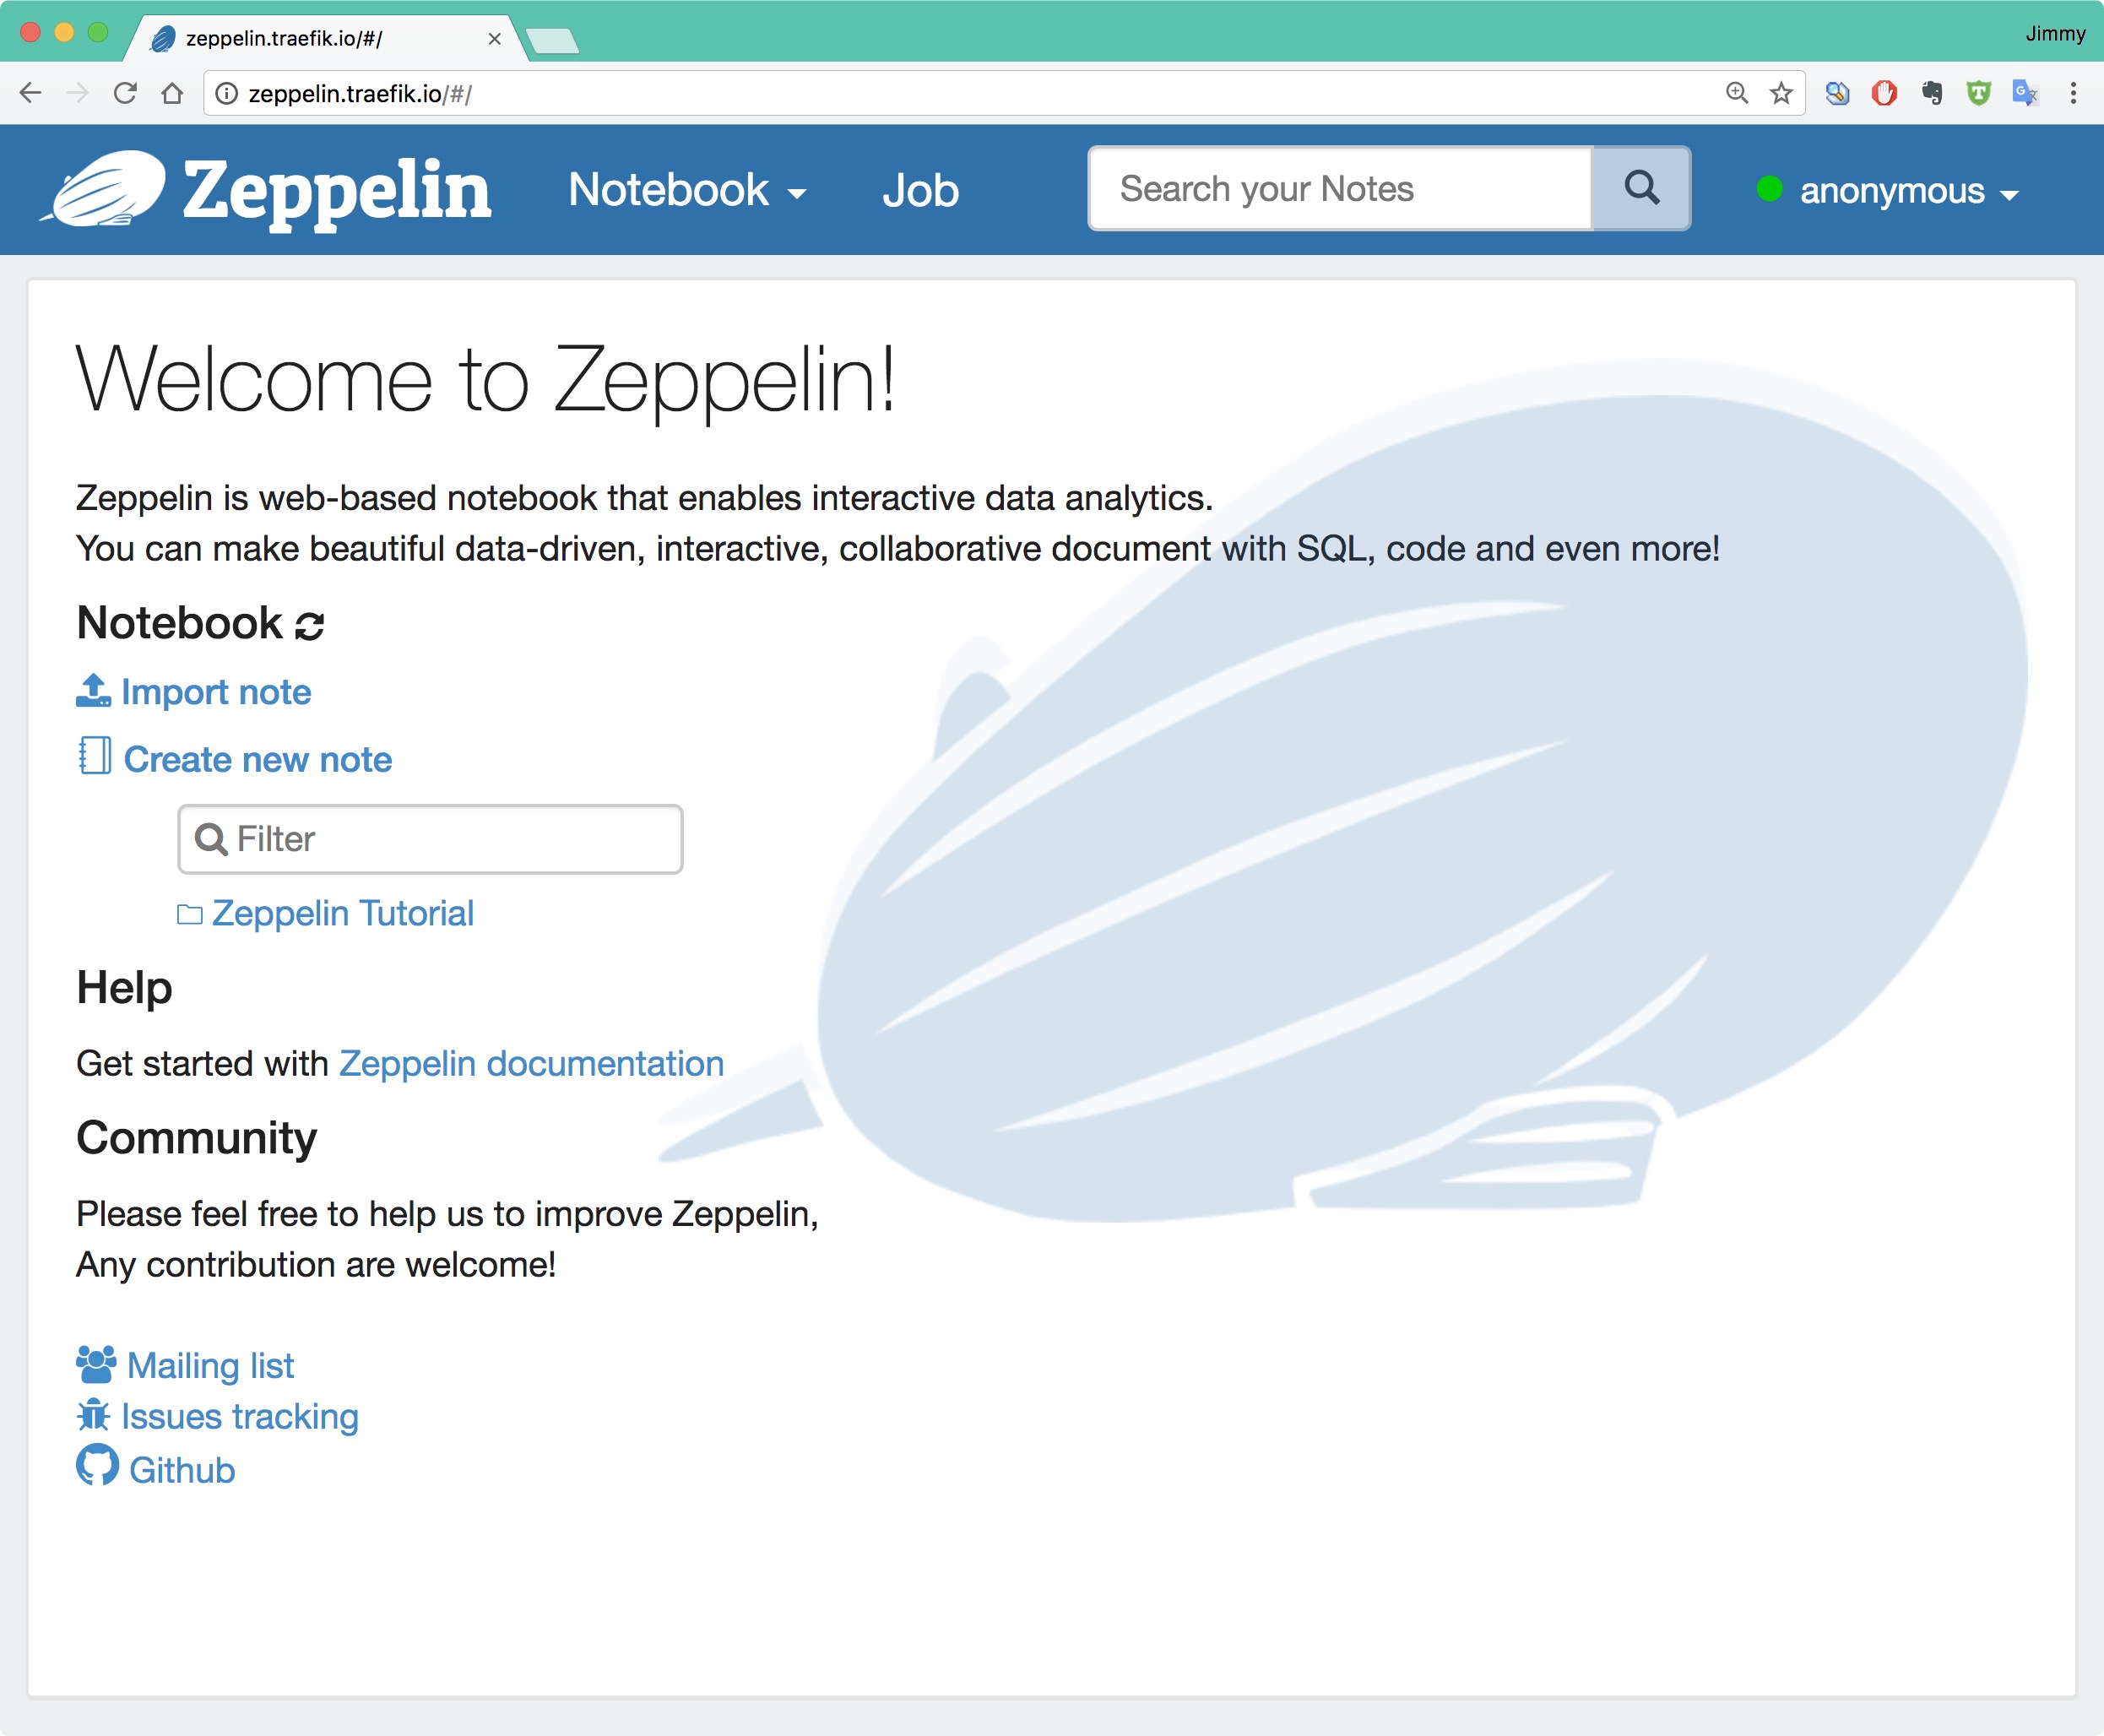 zeppelin.traefik.io/#/
Jimmy
zeppelin.traefik.io/#/
Zeppelin
Notebook
Job
Search your Notes
anonymous
Welcome to Zeppelin!
Zeppelin is web-based notebook that enables interactive data analytics.
You can make beautiful data-driven, interactive, collaborative document with SQL, code and even more!
Notebook
Import note
Create new note
Filter
Zeppelin Tutorial
Help
Get started with Zeppelin documentation
Community
Please feel free to help us to improve Zeppelin,
Any contribution are welcome!
Mailing list
Issues tracking
Github